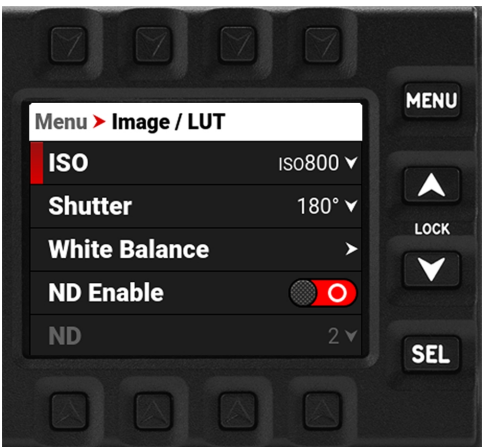 MENU
Menu > Image / LUT
ISO ISO800
Shutter 180°
LOCK
White Balance
ND Enable
ND 2
SEL